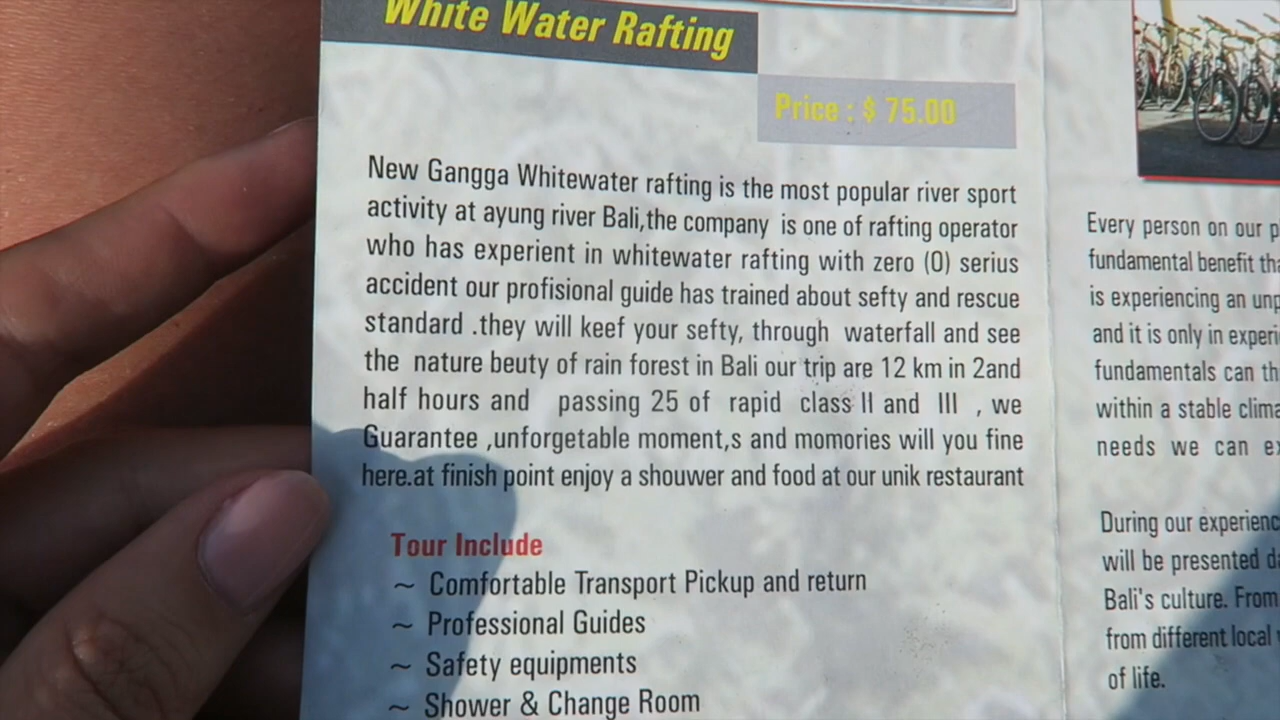 White Water Rafting
Price : $ 75.00
New Gangga Whitewater rafting is the most popular river sport
activity at ayung river Bali,the company is one of rafting operator
who has experient in whitewater rafting with zero (0) serius
accident our profisional guide has trained about sefty and rescue
standard .they will keef your sefty, through waterfall and see
the nature beuty of rain forest in Bali our trip are 12 km in 2and
half hours and passing 25 of rapid class II and III , we
Guarantee ,unforgetable moment,s and momories will you fine
here.at finish point enjoy a shouwer and food at our unik restaurant
Tour Include
~ Comfortable Transport Pickup and return
~ Professional Guides
~ Safety equipments
~ Shower & Change Room
Every person on our
fundamental benefit
is experiencing an
and it is only in
fundamentals can
within a stable
needs we can
During our
will be presented
Bali's culture. From
from different local
of life.